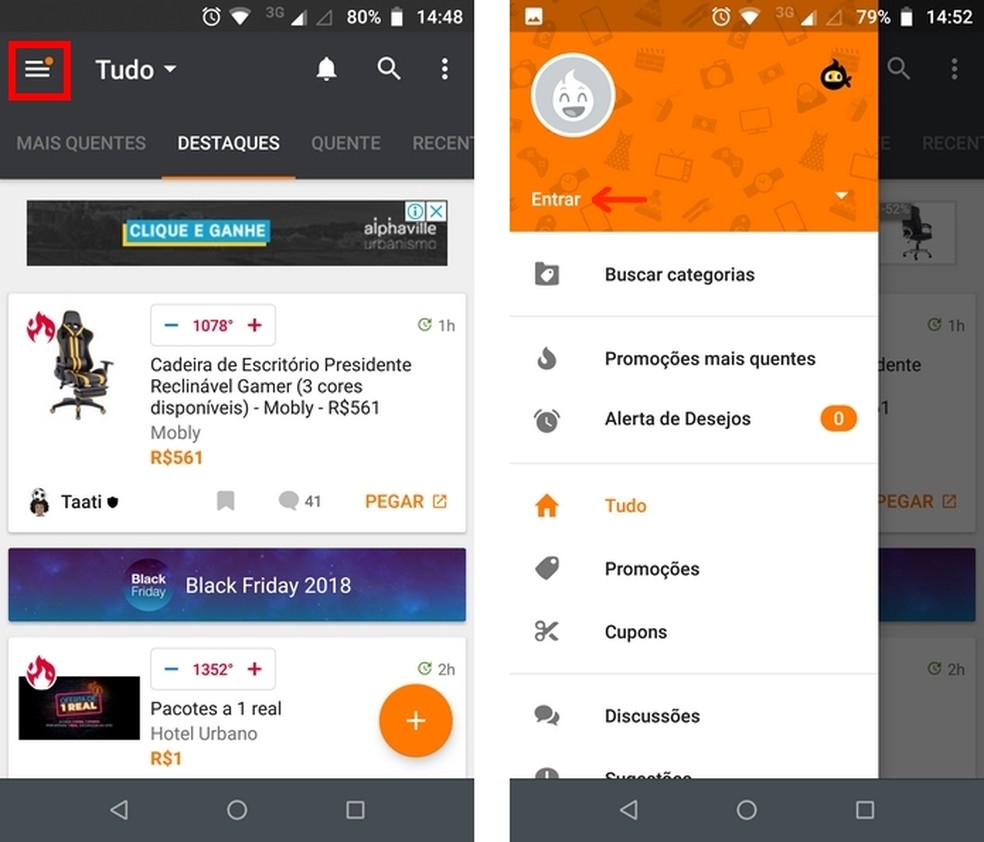 3G 80% 14:48
Tudo
MAIS QUENTES DESTAQUES QUENTE RECENT
CLIQUE E GANHE
alphaville
urbanismo
1078°
1h
Cadeira de Escritório Presidente
Reclinável Gamer (3 cores
disponíveis) - Mobly - R$561
Mobly
R$561
Taati 41 PEGAR
Black
Friday
Black Friday 2018
1352°
2h
OFERTA DE
1 REAL
Pacotes a 1 real
Hotel Urbano
R$1
3G 79% 14:52
E RECENT
Entrar
-52%
Buscar categorias
1h
Promoções mais quentes
dente
Alerta de Desejos 0
1
Tudo
PEGAR
Promoções
Cupons
2h
Discussões
Sugestões